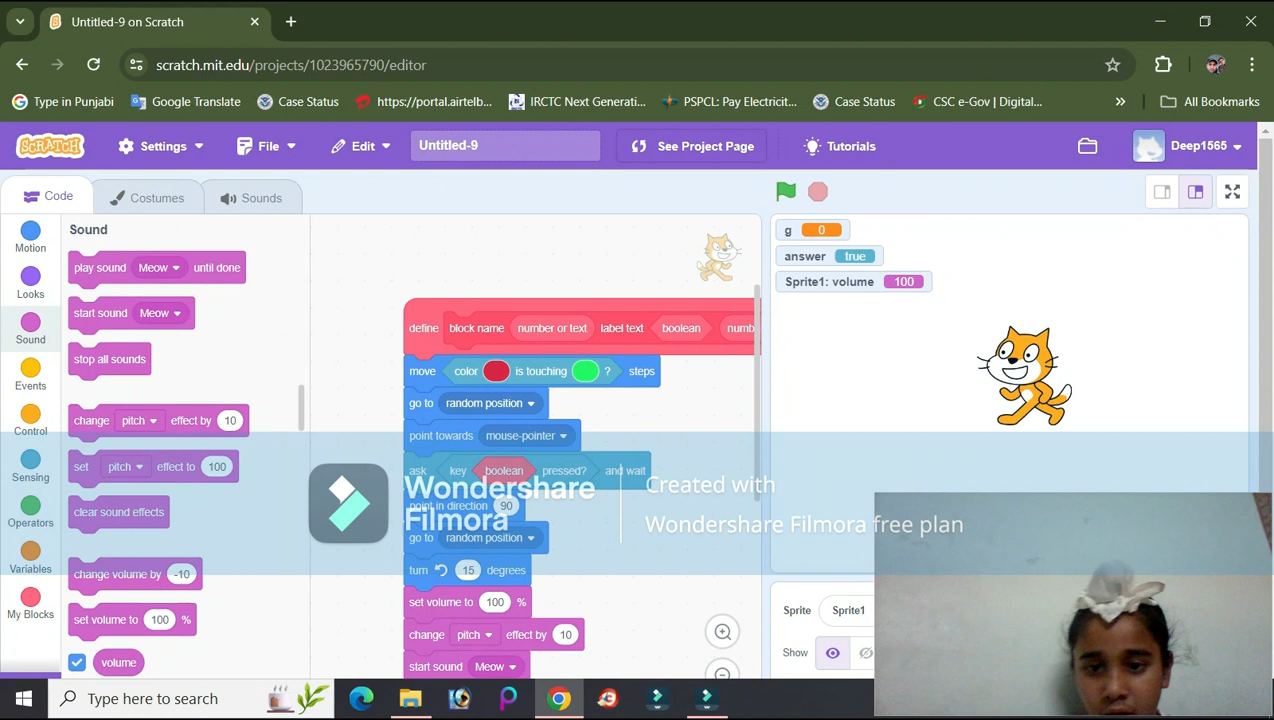 Untitled-9 on Scratch
scratch.mit.edu/projects/1023965790/editor
Type in Punjabi
Google Translate
Case Status
https://portal.airtelb...
IRCTC Next Generati...
PSPCL: Pay Electricit...
Case Status
CSC e-Gov | Digital...
All Bookmarks
SCRATCH
Settings
File
Edit
Untitled-9
See Project Page
Tutorials
Deep1565
Code
Costumes
Sounds
Motion
Looks
Sound
Events
Control
Sensing
Operators
Variables
My Blocks
Sound
play sound Meow until done
start sound Meow
stop all sounds
change pitch effect by 10
set pitch effect to 100
clear sound effects
change volume by -10
set volume to 100 %
volume
define block name number or text label text boolean numb
move color is touching ? steps
go to random position
point towards mouse-pointer
ask key boolean pressed? and wait
point in direction 90
go to random position
turn 15 degrees
set volume to 100 %
change pitch effect by 10
start sound Meow
g 0
answer true
Sprite1: volume 100
Wondershare
Filmora
Created with
Wondershare Filmora free plan
Sprite Sprite1
Show
Type here to search